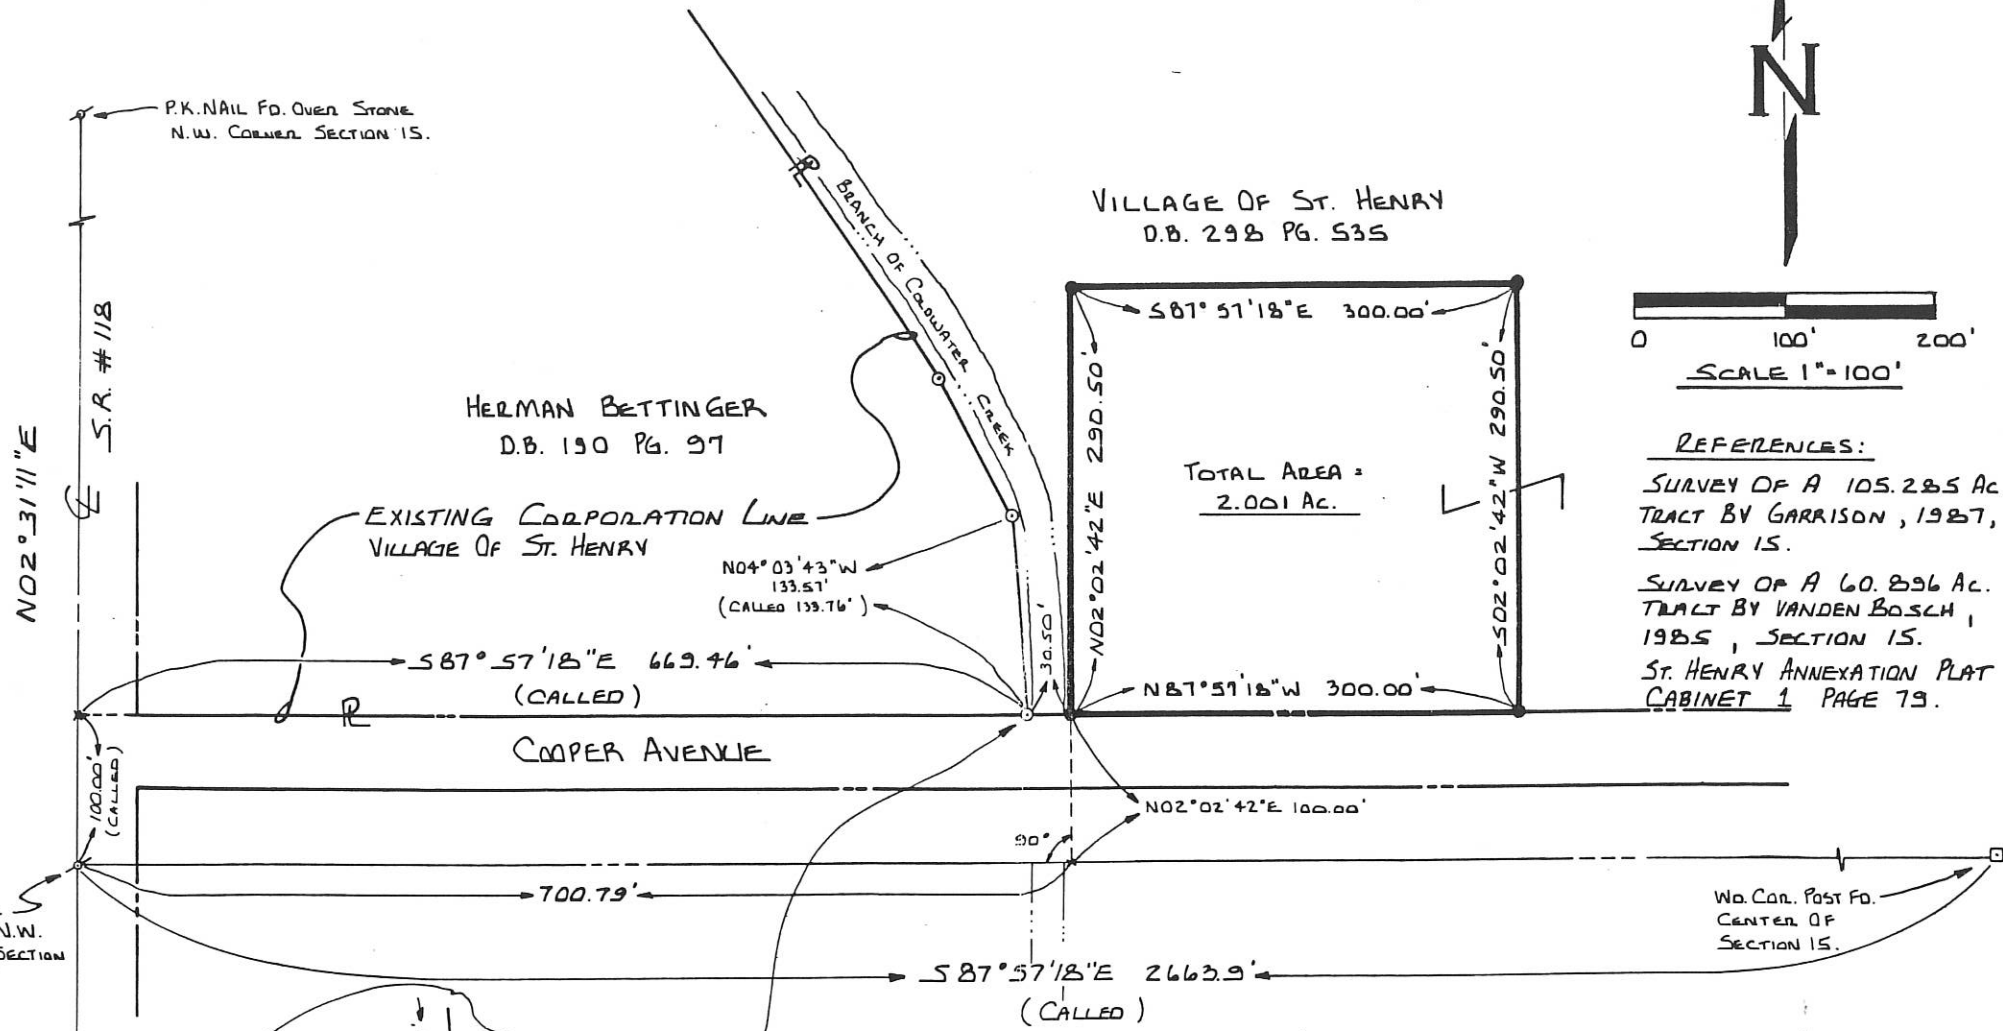 N
P.K. NAIL FD. OVER STONE
N.W. CORNER SECTION 15.
BRANCH OF COLDWATER CREEK
VILLAGE OF ST. HENRY
D.B. 298 PG. 535
S87°57'18"E 300.00'
0 100' 200'
SCALE 1"=100'
S.R. #118
N02°31'11"E
HERMAN BETTINGER
D.B. 190 PG. 97
N02°02'42"E 290.50'
S02°02'42"W 290.50'
TOTAL AREA =
2.001 AC.
REFERENCES:
SURVEY OF A 105.285 AC
TRACT BY GARRISON, 1987,
SECTION 15.
SURVEY OF A 60.896 AC.
TRACT BY VANDEN BOSCH,
1985, SECTION 15.
ST. HENRY ANNEXATION PLAT
CABINET 1 PAGE 79.
EXISTING CORPORATION LINE
VILLAGE OF ST. HENRY
N04°03'43"W
133.57'
(CALLED 133.76')
30.50'
S87°57'18"E 669.46'
(CALLED)
N87°57'18"W 300.00'
COOPER AVENUE
100.00'
(CALLED)
N02°02'42"E 100.00'
90°
700.79'
N.W.
SECTION
WD. COR. POST FD.
CENTER OF
SECTION 15.
S87°57'18"E 2663.9'
(CALLED)